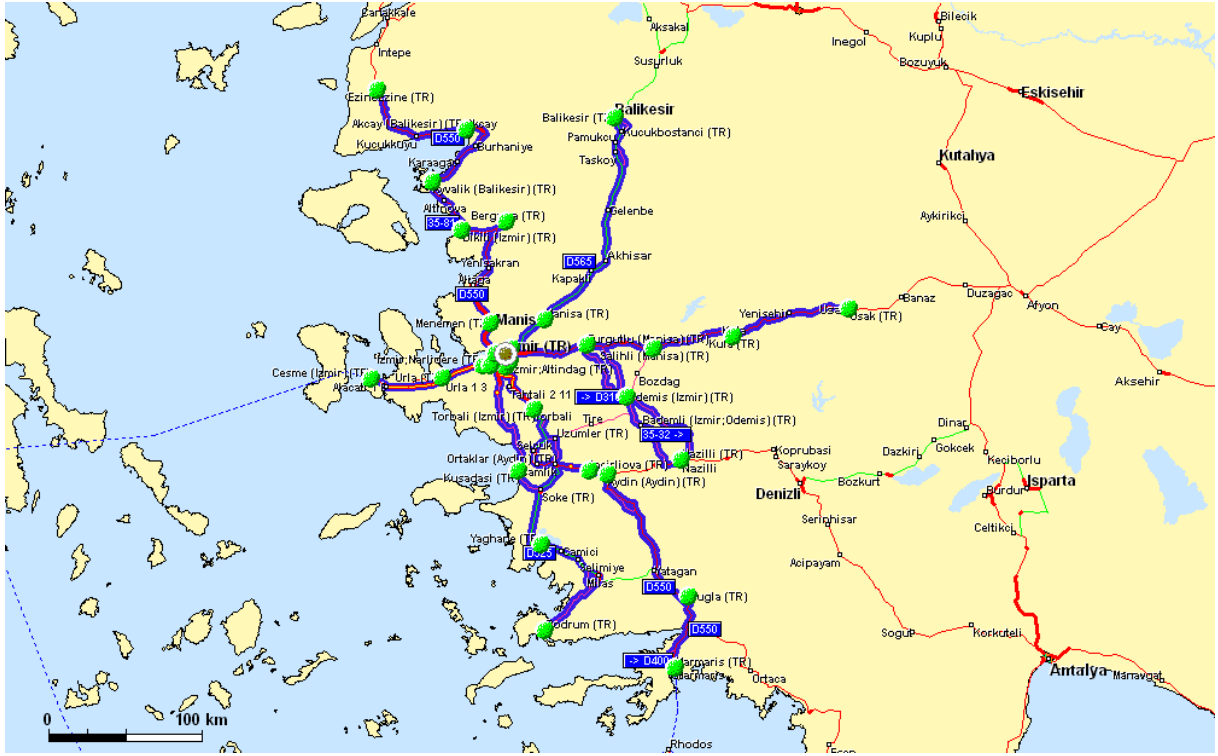 Canakkale
Aksakal
Bilecik
Kuplu
Inegol
Intepe
Susurluk
Bozuyuk
Eskisehir
Balikesir
Akcay (Balikesir)
Akcay
Kucukbostanci (TR)
D550
Kucukkuyu
Burhaniye
Pamukcu
Taskoy
Kutahya
Karaagac
(Balikesir) (TR)
Altinova
Gelenbe
Aykirikci
35-81
(TR)
Dikili (Izmir) (TR)
Yenisakran
D565
Akhisar
Kapakli
Aliaga
D550
Duzagac
Banaz
Afyon
Yenisehir
Usak (TR)
Cay
Menemen
Manisa (TR)
Turgutlu (Manisa) (TR)
Salihli (Manisa) (TR)
Kula (TR)
Izmir (TR)
Izmir;Narlidere (TR)
Izmir;Altindag (TR)
Cesme (Izmir) (TR)
Alacati
Urla
Urla 1 3
Bozdag
Aksehir
Tahtali 2 11
-> D310
Odemis (Izmir) (TR)
Torbali (Izmir) (TR)
Torbali
Tire
Bademli (Izmir;Odemis) (TR)
Uzumler (TR)
35-32 ->
Dinar
Selcuk
Ortaklar (Aydin) (TR)
Camlik
Incirliova (TR)
Nazilli (TR)
Nazilli
Koprubasi
Saraykoy
Dazkiri
Gokcek
Keciborlu
Kusadasi (TR)
Aydin (Aydin) (TR)
Bozkurt
Denizli
Burdur
Isparta
Soke (TR)
Serinhisar
Celtikci
Yaghane
D525
Camici
Selimiye
Acipayam
Milas
Yatagan
D550
Mugla (TR)
Bodrum (TR)
D550
Sogut
Korkuteli
-> D400
Marmaris (TR)
Marmaris
Ortaca
Antalya
Manavgat
0
100 km
Rhodos